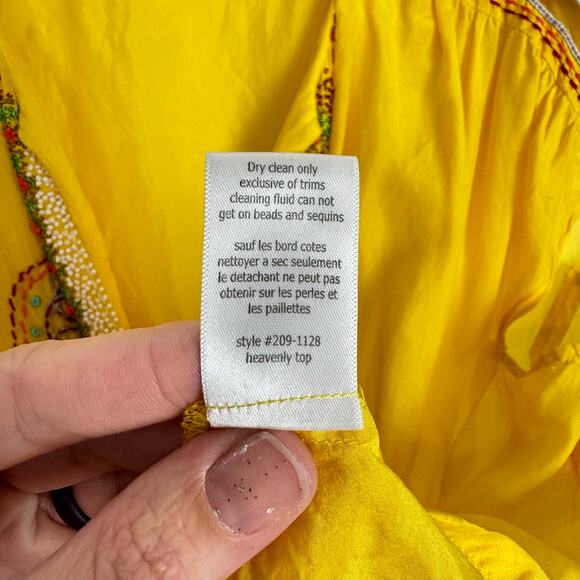 Dry clean only
exclusive of trims
cleaning fluid can not
get on beads and sequins
sauf les bord cotes
nettoyer a sec seulement
le detachant ne peut pas
obtenir sur les perles et
les paillettes
style #209-1128
heavenly top